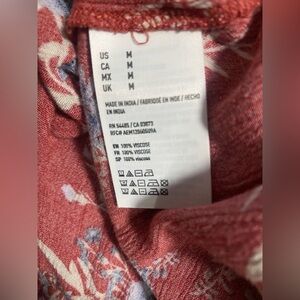 US M
CA M
MX M
UK M
MADE IN INDIA / FABRIQUÉ EN INDE / HECHO
EN INDIA
RN 54485 / CA 03873
EN 100% VISCOSE
FR 100% VISCOSE
SP 100% viscosa